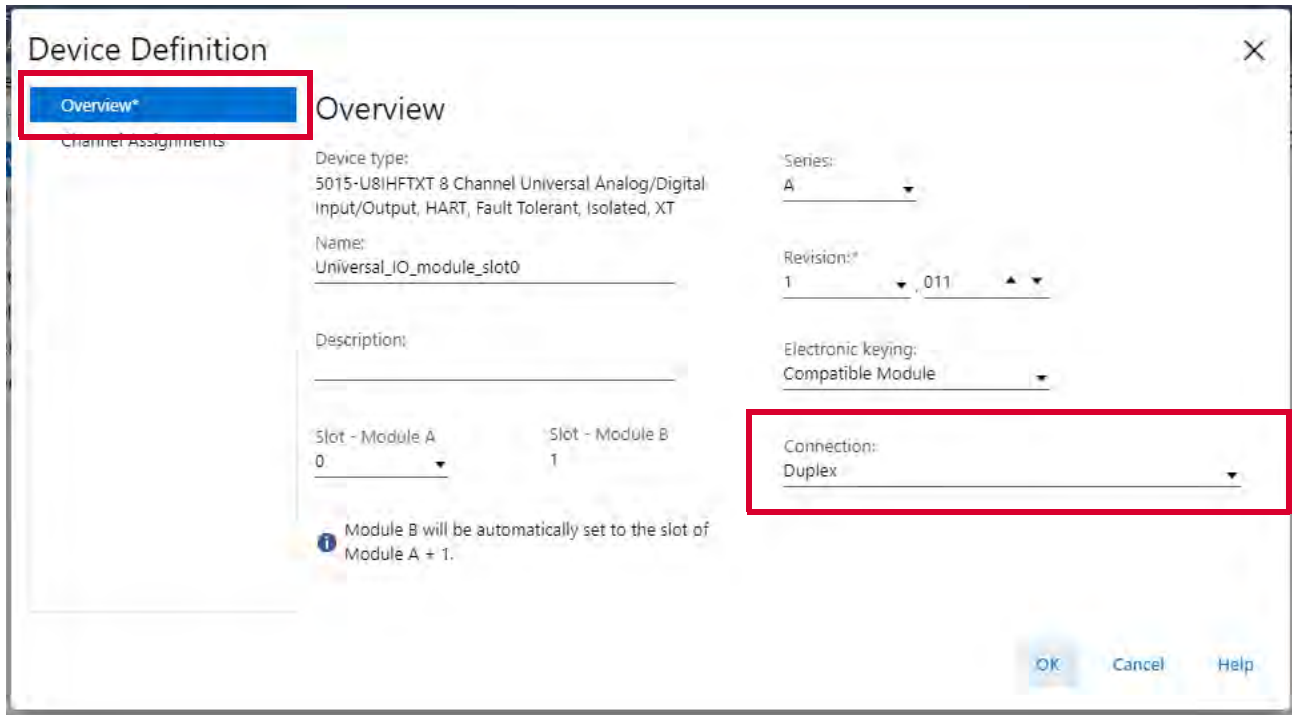 Device Definition
Overview*
Channel Assignments
Overview
Device type:
5015-U8IHFTXT 8 Channel Universal Analog/Digital
Input/Output, HART, Fault Tolerant, Isolated, XT
Name:
Universal_IO_module_slot0
Description:
Slot - Module A
0
Slot - Module B
1
Module B will be automatically set to the slot of
Module A + 1.
Series:
A
Revision:*
1 . 011
Electronic keying:
Compatible Module
Connection:
Duplex
OK Cancel Help